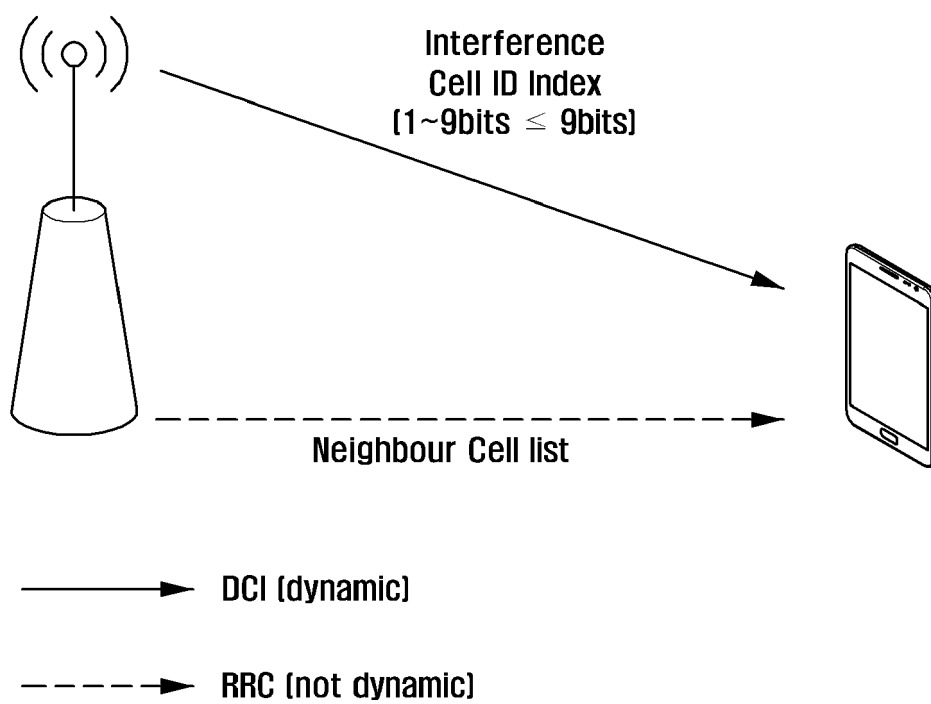 Interference
Cell ID Index
(1~9bits ≤ 9bits)
Neighbour Cell list
DCI (dynamic)
RRC (not dynamic)